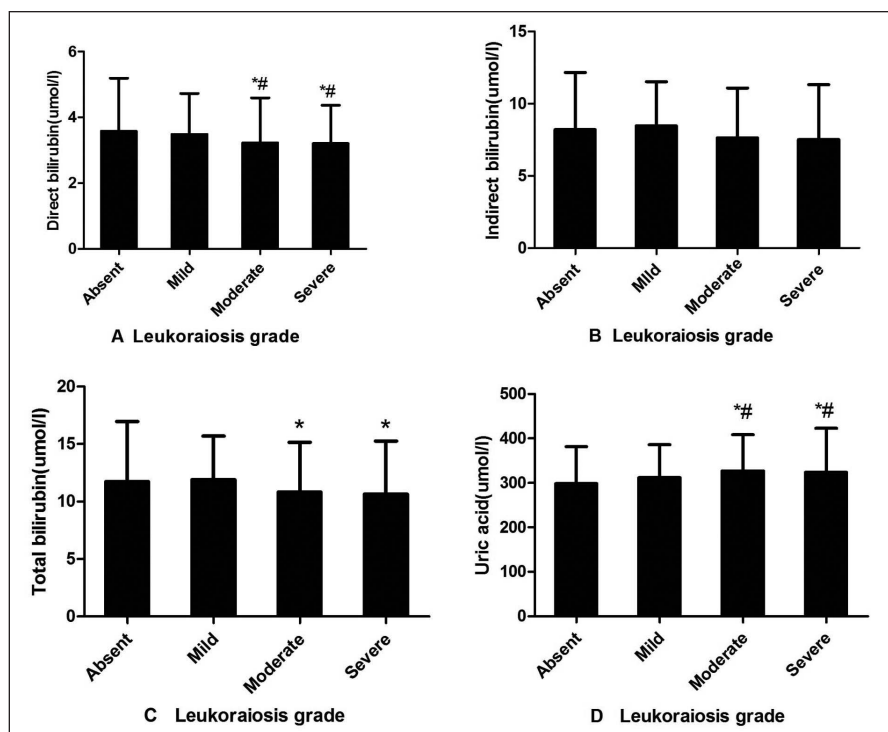 Direct bilirubin(umol/l)
6
4
2
0
*#
*#
Absent
Mild
Moderate
Severe
A Leukoraiosis grade
Indirect bilirubin(umol/l)
15
10
5
0
Absent
Mild
Moderate
Severe
B Leukoraiosis grade
Total bilirubin(umol/l)
20
15
10
5
0
*
*
Absent
Mild
Moderate
Severe
C Leukoraiosis grade
Uric acid(umol/l)
500
400
300
200
100
0
*#
*#
Absent
Mild
Moderate
Severe
D Leukoraiosis grade